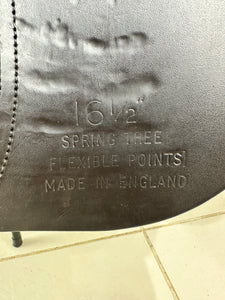 16½"
SPRING TREE
FLEXIBLE POINTS
MADE IN ENGLAND